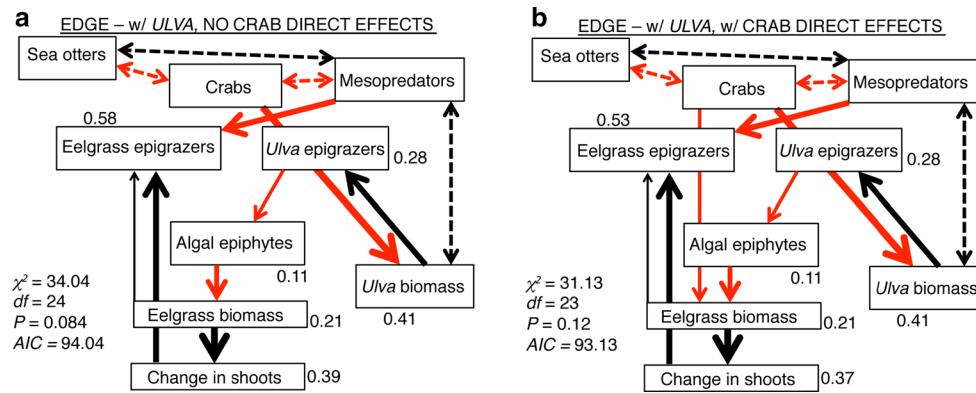 a
EDGE – w/ ULVA, NO CRAB DIRECT EFFECTS
Sea otters
Crabs
Mesopredators
0.58
Eelgrass epigrazers
Ulva epigrazers
0.28
Algal epiphytes
0.11
χ² = 34.04
df = 24
P = 0.084
AIC = 94.04
Ulva biomass
0.41
Eelgrass biomass
0.21
Change in shoots
0.39
b
EDGE – w/ ULVA, w/ CRAB DIRECT EFFECTS
Sea otters
Crabs
Mesopredators
0.53
Eelgrass epigrazers
Ulva epigrazers
0.28
Algal epiphytes
0.11
χ² = 31.13
df = 23
P = 0.12
AIC = 93.13
Ulva biomass
0.41
Eelgrass biomass
0.21
Change in shoots
0.37